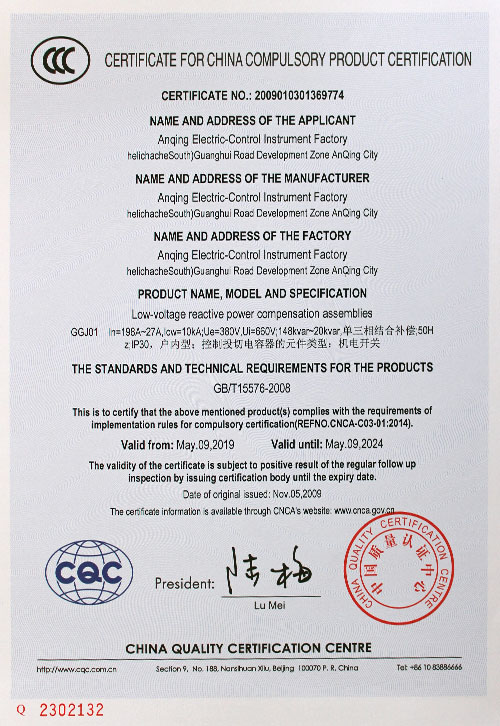 CCC
CERTIFICATE FOR CHINA COMPULSORY PRODUCT CERTIFICATION
CERTIFICATE NO.: 2009010301369774
NAME AND ADDRESS OF THE APPLICANT
Anqing Electric-Control Instrument Factory
helichacheSouth)Guanghui Road Development Zone AnQing City
NAME AND ADDRESS OF THE MANUFACTURER
Anqing Electric-Control Instrument Factory
helichacheSouth)Guanghui Road Development Zone AnQing City
NAME AND ADDRESS OF THE FACTORY
Anqing Electric-Control Instrument Factory
helichacheSouth)Guanghui Road Development Zone AnQing City
PRODUCT NAME, MODEL AND SPECIFICATION
Low-voltage reactive power compensation assemblies
GGJ01 In=198A~27A,Icw=10kA;Ue=380V,Ui=660V;148kvar~20kvar,单三相结合补偿;50H
z;IP30，户内型；控制投切电容器的元件类型：机电开关
THE STANDARDS AND TECHNICAL REQUIREMENTS FOR THE PRODUCTS
GB/T15576-2008
This is to certify that the above mentioned product(s) complies with the requirements of
implementation rules for compulsory certification(REFNO.CNCA-C03-01:2014).
Valid from: May.09,2019 Valid until: May.09,2024
The validity of the certificate is subject to positive result of the regular follow up
inspection by issuing certification body until the expiry date.
Date of original issued: Nov.05,2009
The certificate information is available through CNCA's website: www.cnca.gov.cn
CHINA QUALITY CERTIFICATION CENTRE
中国质量认证中心
CQC
President: 陆梅
Lu Mei
CHINA QUALITY CERTIFICATION CENTRE
http://www.cqc.com.cn Section 9, No. 188, Nansihuan Xilu, Beijing 100070 P. R. China Tel: +86 10 83886666
Q 2302132